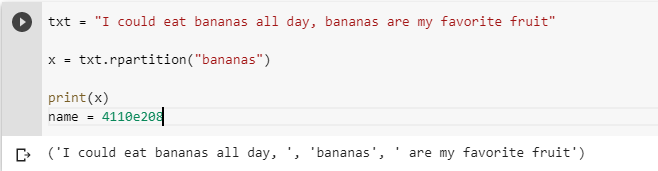 txt = "I could eat bananas all day, bananas are my favorite fruit"
x = txt.rpartition("bananas")
print(x)
name = 4110e208
('I could eat bananas all day, ', 'bananas', ' are my favorite fruit')